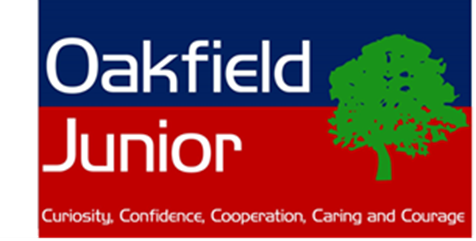 Oakfield
Junior
Curiosity, Confidence, Cooperation, Caring and Courage